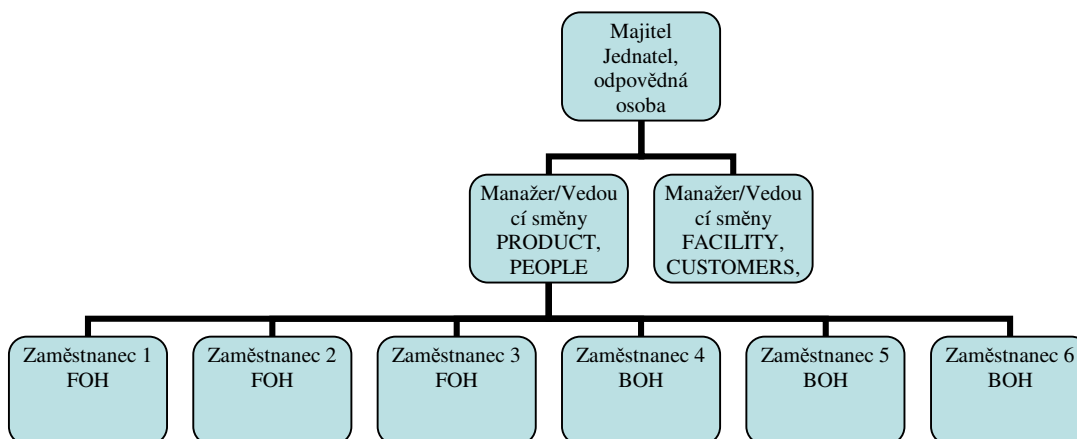 Majitel
Jednatel,
odpovědná
osoba
Manažer/Vedou
cí směny
PRODUCT,
PEOPLE
Manažer/Vedou
cí směny
FACILITY,
CUSTOMERS,
Zaměstnanec 1
FOH
Zaměstnanec 2
FOH
Zaměstnanec 3
FOH
Zaměstnanec 4
BOH
Zaměstnanec 5
BOH
Zaměstnanec 6
BOH